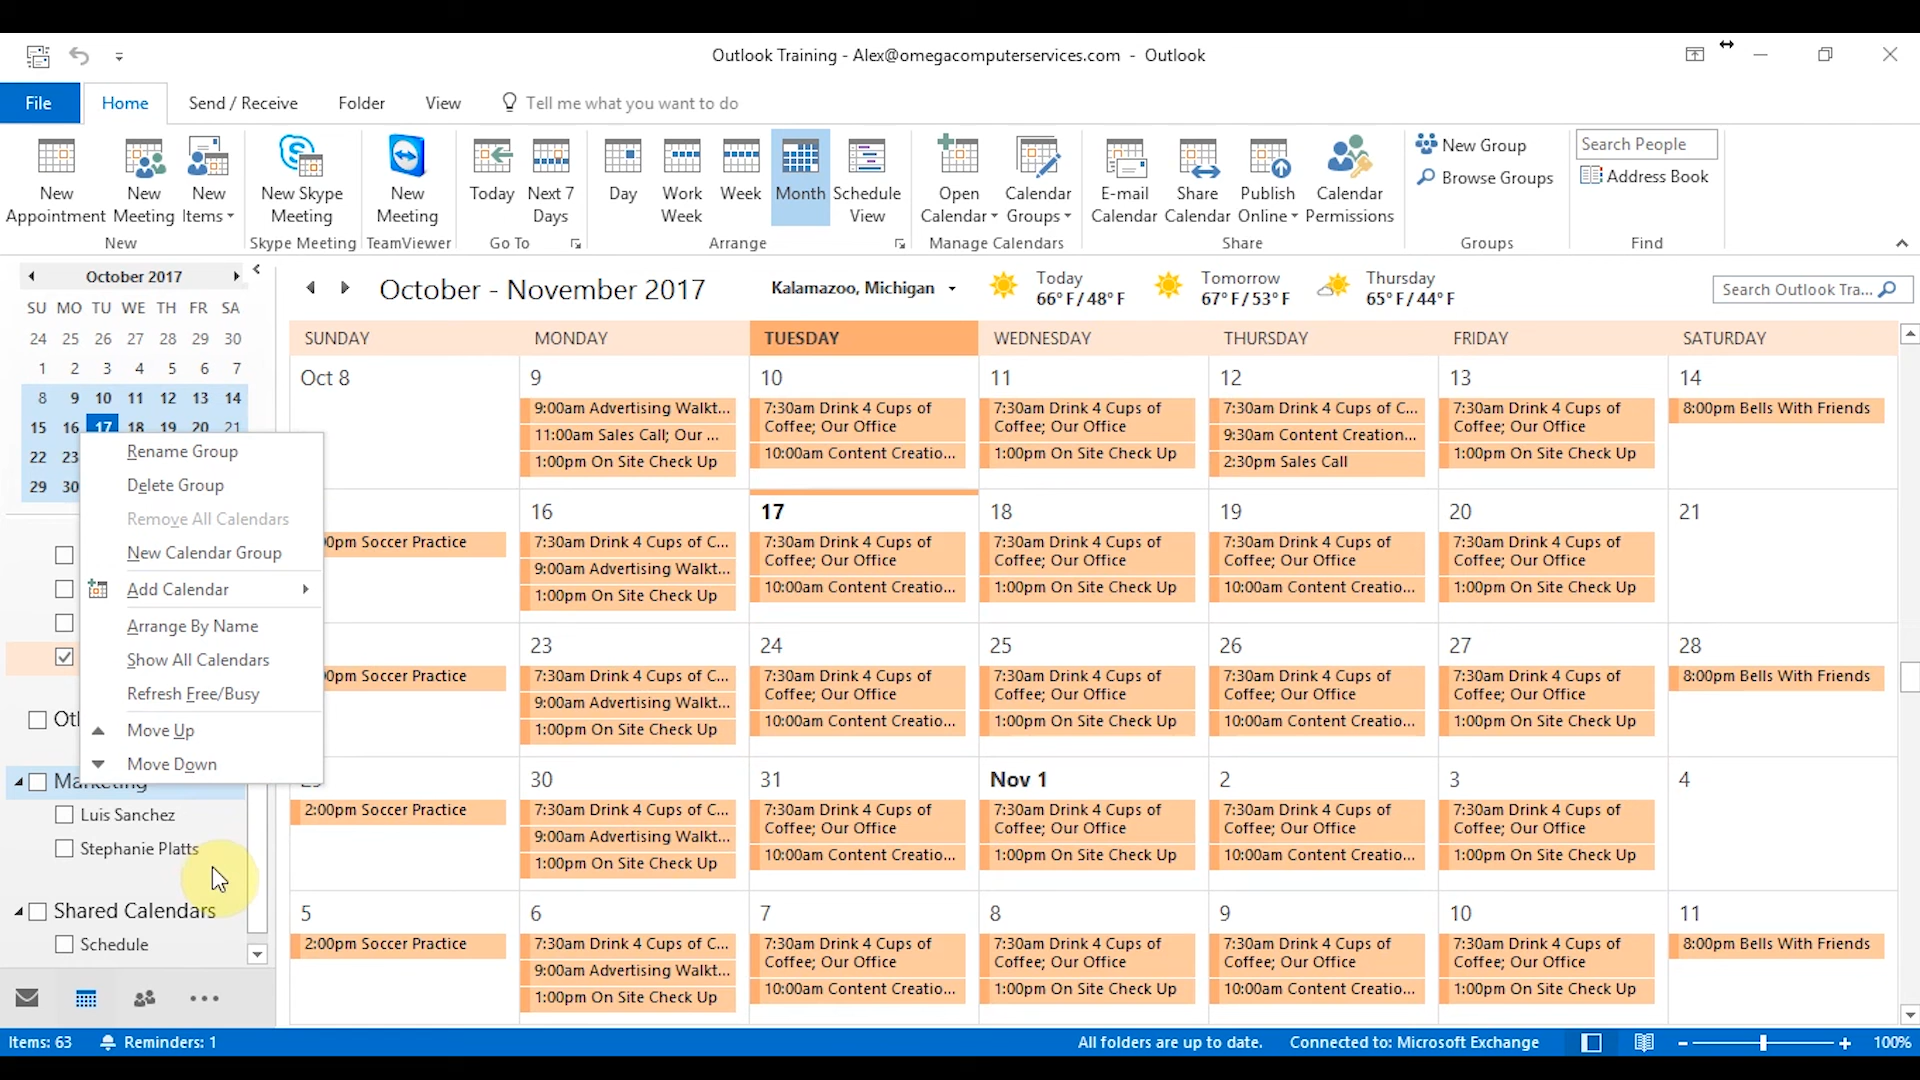 Outlook Training - Alex@omegacomputerservices.com - Outlook
File Home Send / Receive Folder View Tell me what you want to do
New Appointment
New Meeting
New Items
New
New Skype Meeting
Skype Meeting
New Meeting
TeamViewer
Today
Next 7 Days
Go To
Day
Work Week
Week
Month
Schedule View
Arrange
Open Calendar
Calendar Groups
Manage Calendars
E-mail Calendar
Share Calendar
Publish Online
Calendar Permissions
Share
New Group
Browse Groups
Groups
Search People
Address Book
Find
October 2017
SU MO TU WE TH FR SA
24 25 26 27 28 29 30
1 2 3 4 5 6 7
8 9 10 11 12 13 14
15 16 17 18 19 20 21
22 23
29 30
Rename Group
Delete Group
Remove All Calendars
New Calendar Group
Add Calendar
Arrange By Name
Show All Calendars
Refresh Free/Busy
Move Up
Move Down
Marketing
Luis Sanchez
Stephanie Platts
Shared Calendars
Schedule
October - November 2017
Kalamazoo, Michigan
Today
66° F / 48° F
Tomorrow
67° F / 53° F
Thursday
65° F / 44° F
Search Outlook Tra...
SUNDAY MONDAY TUESDAY WEDNESDAY THURSDAY FRIDAY SATURDAY
Oct 8
9
9:00am Advertising Walkt...
11:00am Sales Call; Our ...
1:00pm On Site Check Up
10
7:30am Drink 4 Cups of
Coffee; Our Office
10:00am Content Creatio...
11
7:30am Drink 4 Cups of
Coffee; Our Office
1:00pm On Site Check Up
12
7:30am Drink 4 Cups of C...
9:30am Content Creation...
2:30pm Sales Call
13
7:30am Drink 4 Cups of
Coffee; Our Office
1:00pm On Site Check Up
14
8:00pm Bells With Friends
0pm Soccer Practice
16
7:30am Drink 4 Cups of C...
9:00am Advertising Walkt...
1:00pm On Site Check Up
17
7:30am Drink 4 Cups of
Coffee; Our Office
10:00am Content Creatio...
18
7:30am Drink 4 Cups of
Coffee; Our Office
1:00pm On Site Check Up
19
7:30am Drink 4 Cups of
Coffee; Our Office
10:00am Content Creatio...
20
7:30am Drink 4 Cups of
Coffee; Our Office
1:00pm On Site Check Up
21
0pm Soccer Practice
23
7:30am Drink 4 Cups of C...
9:00am Advertising Walkt...
1:00pm On Site Check Up
24
7:30am Drink 4 Cups of
Coffee; Our Office
10:00am Content Creatio...
25
7:30am Drink 4 Cups of
Coffee; Our Office
1:00pm On Site Check Up
26
7:30am Drink 4 Cups of
Coffee; Our Office
10:00am Content Creatio...
27
7:30am Drink 4 Cups of
Coffee; Our Office
1:00pm On Site Check Up
28
8:00pm Bells With Friends
2:00pm Soccer Practice
30
7:30am Drink 4 Cups of C...
9:00am Advertising Walkt...
1:00pm On Site Check Up
31
7:30am Drink 4 Cups of
Coffee; Our Office
10:00am Content Creatio...
Nov 1
7:30am Drink 4 Cups of
Coffee; Our Office
1:00pm On Site Check Up
2
7:30am Drink 4 Cups of
Coffee; Our Office
10:00am Content Creatio...
3
7:30am Drink 4 Cups of
Coffee; Our Office
1:00pm On Site Check Up
4
5
2:00pm Soccer Practice
6
7:30am Drink 4 Cups of C...
9:00am Advertising Walkt...
1:00pm On Site Check Up
7
7:30am Drink 4 Cups of
Coffee; Our Office
10:00am Content Creatio...
8
7:30am Drink 4 Cups of
Coffee; Our Office
1:00pm On Site Check Up
9
7:30am Drink 4 Cups of
Coffee; Our Office
10:00am Content Creatio...
10
7:30am Drink 4 Cups of
Coffee; Our Office
1:00pm On Site Check Up
11
8:00pm Bells With Friends
Items: 63 Reminders: 1 All folders are up to date. Connected to: Microsoft Exchange 100%